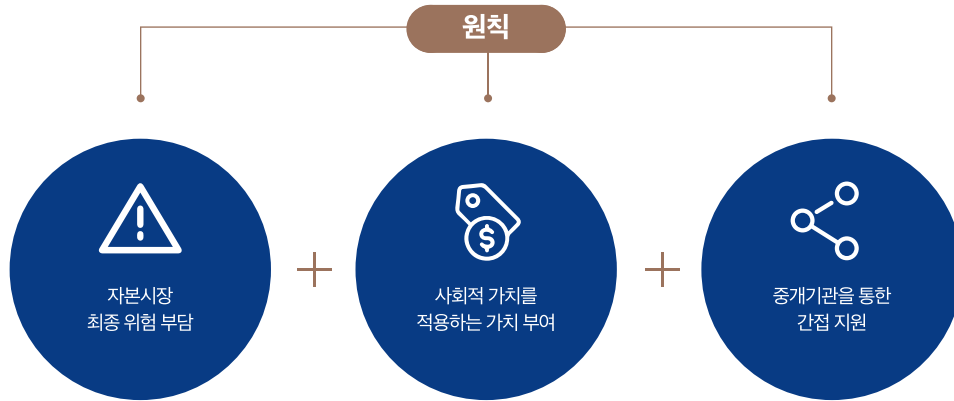 원칙
자본시장
최종 위험 부담
사회적 가치를
적용하는 가치 부여
중개기관을 통한
간접 지원